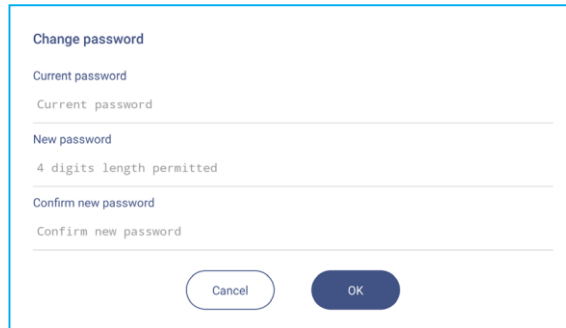 Change password
Current password
Current password
New password
4 digits length permitted
Confirm new password
Confirm new password
Cancel OK